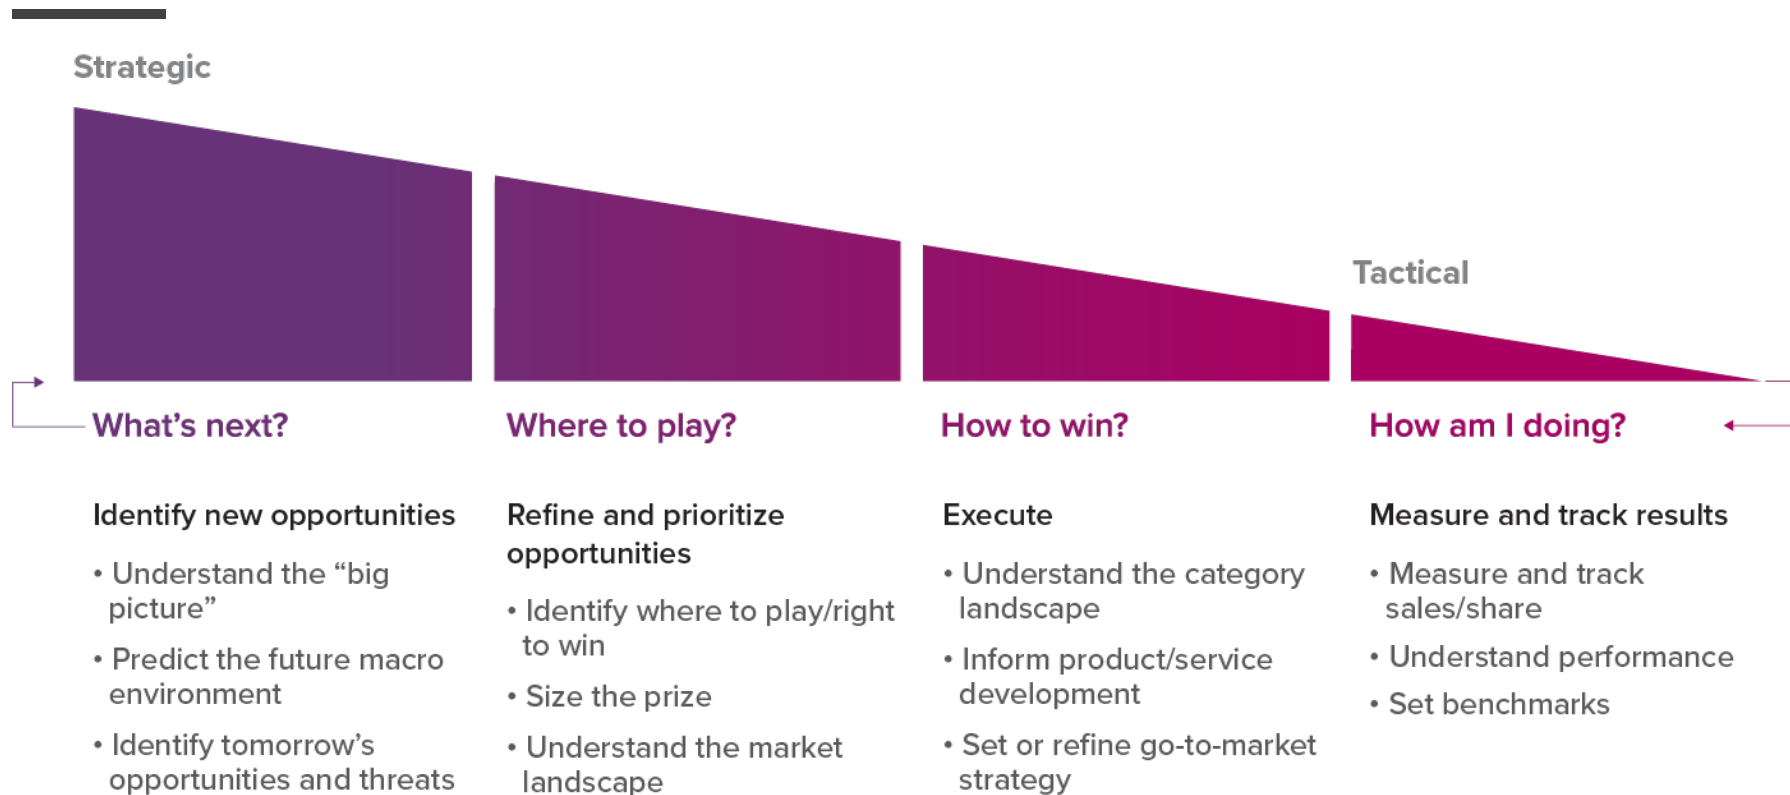 Strategic
Tactical
What’s next?
Identify new opportunities
• Understand the “big
picture”
• Predict the future macro
environment
• Identify tomorrow’s
opportunities and threats
Where to play?
Refine and prioritize
opportunities
• Identify where to play/right
to win
• Size the prize
• Understand the market
landscape
How to win?
Execute
• Understand the category
landscape
• Inform product/service
development
• Set or refine go-to-market
strategy
How am I doing?
Measure and track results
• Measure and track
sales/share
• Understand performance
• Set benchmarks